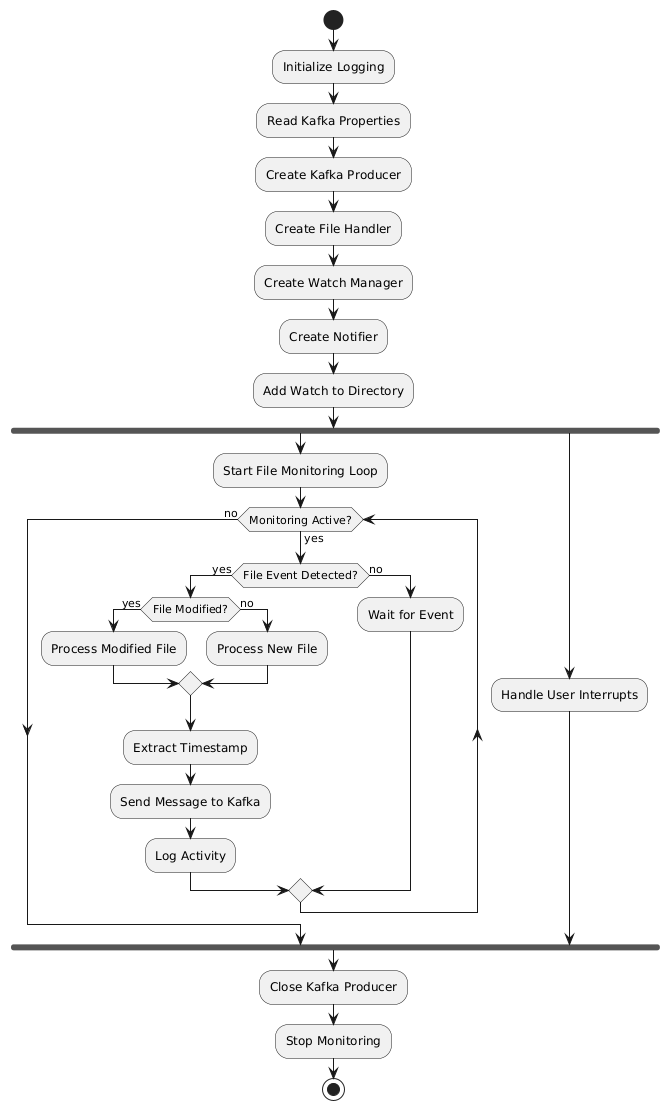 Initialize Logging
Read Kafka Properties
Create Kafka Producer
Create File Handler
Create Watch Manager
Create Notifier
Add Watch to Directory
Start File Monitoring Loop
no
Monitoring Active?
yes
yes
File Event Detected?
no
yes
File Modified?
no
Wait for Event
Process Modified File
Process New File
Handle User Interrupts
Extract Timestamp
Send Message to Kafka
Log Activity
Close Kafka Producer
Stop Monitoring